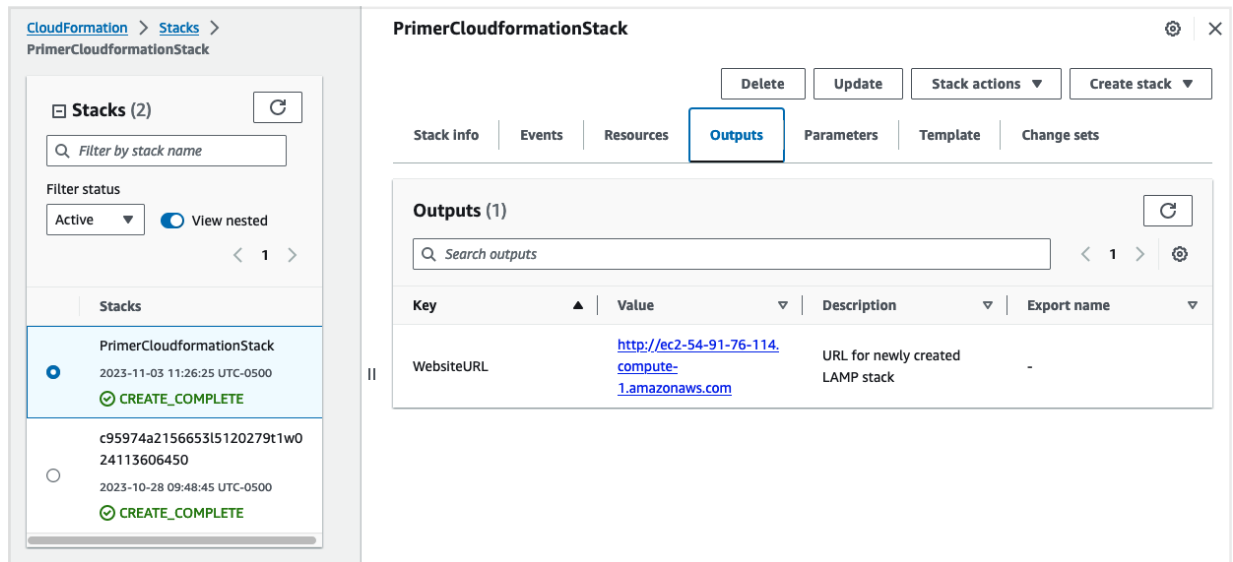 CloudFormation > Stacks >
PrimerCloudformationStack
Stacks (2)
Filter by stack name
Filter status
Active
View nested
< 1 >
Stacks
PrimerCloudformationStack
2023-11-03 11:26:25 UTC-0500
CREATE_COMPLETE
c95974a2156653l5120279t1w0
24113606450
2023-10-28 09:48:45 UTC-0500
CREATE_COMPLETE
PrimerCloudformationStack
Delete Update Stack actions Create stack
Stack info Events Resources Outputs Parameters Template Change sets
Outputs (1)
Search outputs
< 1 >
Key Value Description Export name
WebsiteURL
http://ec2-54-91-76-114.
compute-
1.amazonaws.com
URL for newly created
LAMP stack
-